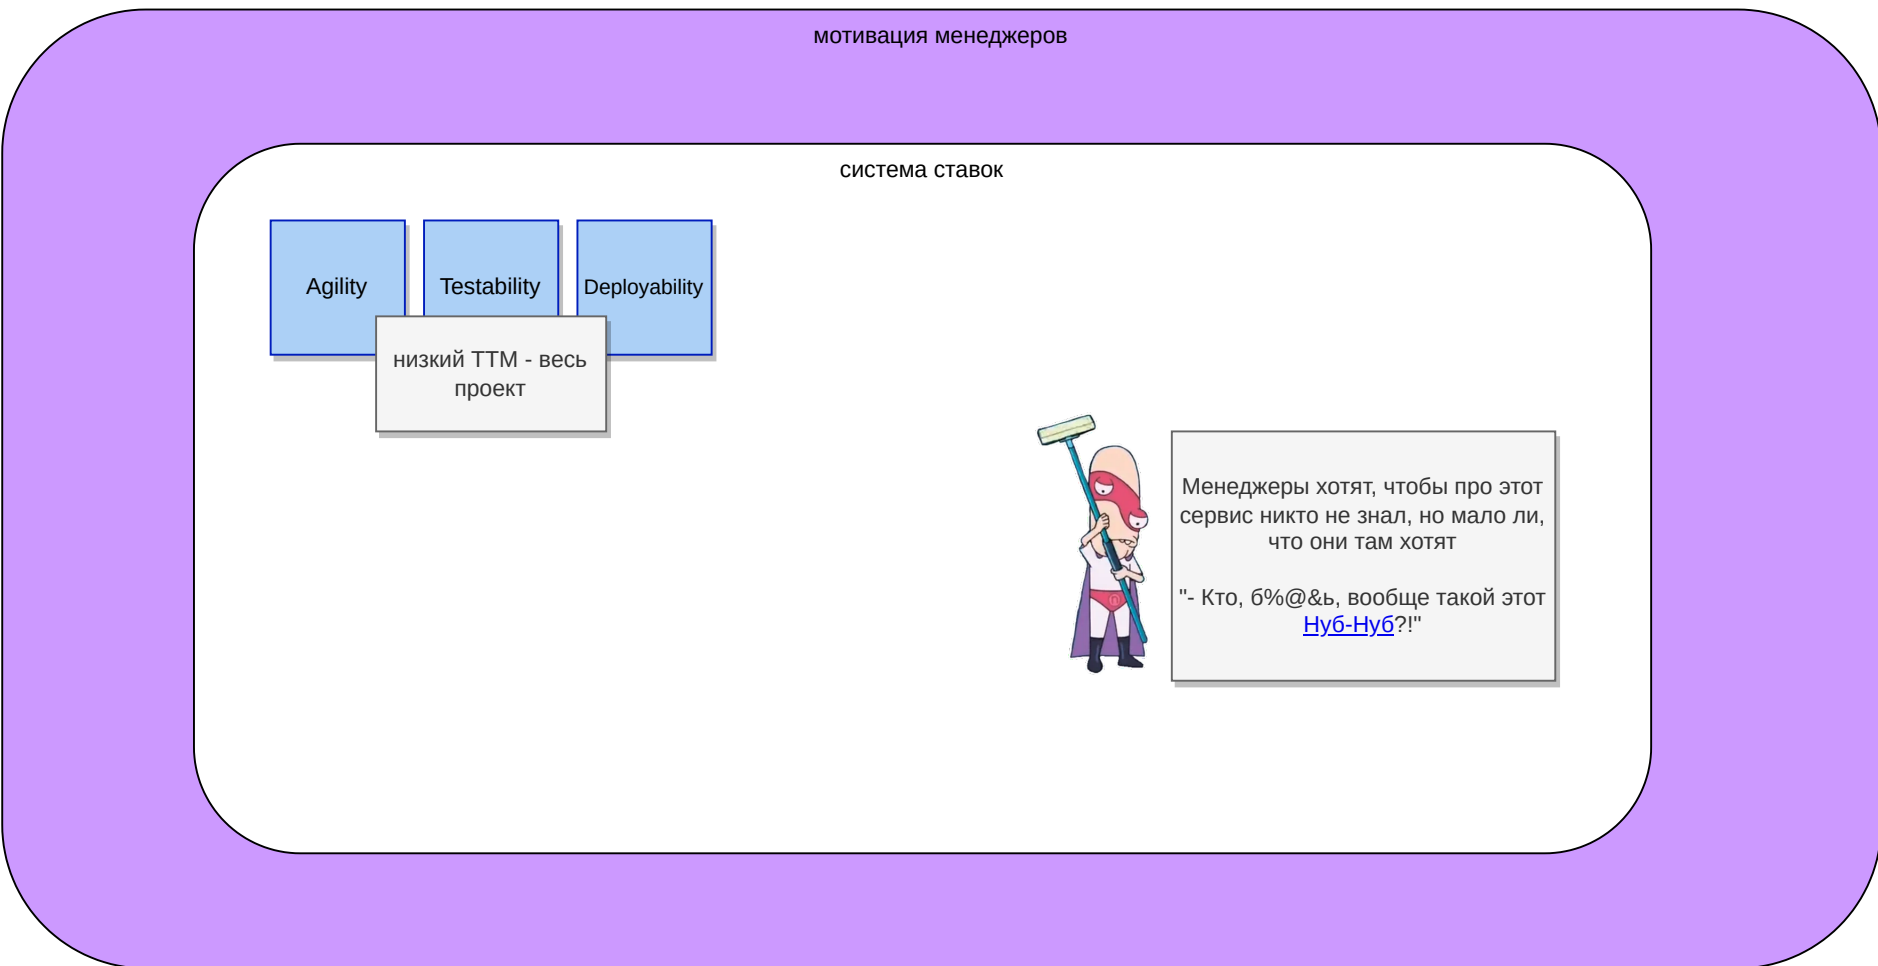 мотивация менеджеров
система ставок
Agility
Testability
Deployability
низкий TTM - весь
проект
Менеджеры хотят, чтобы про этот
сервис никто не знал, но мало ли,
что они там хотят
"- Кто, б%@&ь, вообще такой этот
Нуб-Нуб?!"